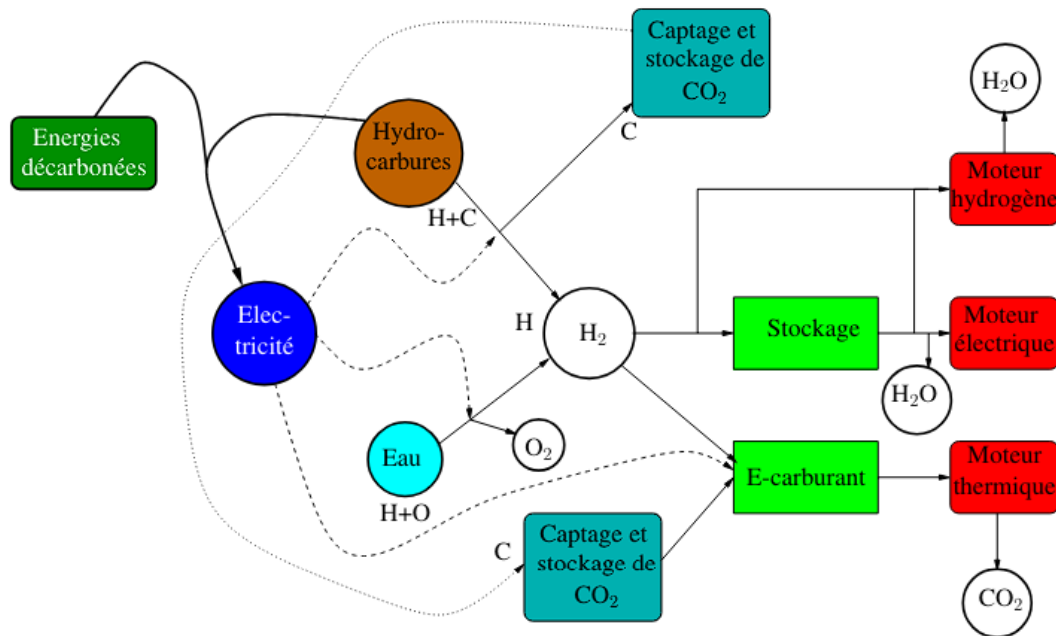 Captage et
stockage de
CO₂
H₂O
Energies
décarbonées
Hydro-
carbures
C
Moteur
hydrogène
H+C
Elec-
tricité
H
H₂
Stockage
Moteur
électrique
H₂O
Eau
O₂
H+O
E-carburant
Moteur
thermique
C
Captage et
stockage de
CO₂
CO₂